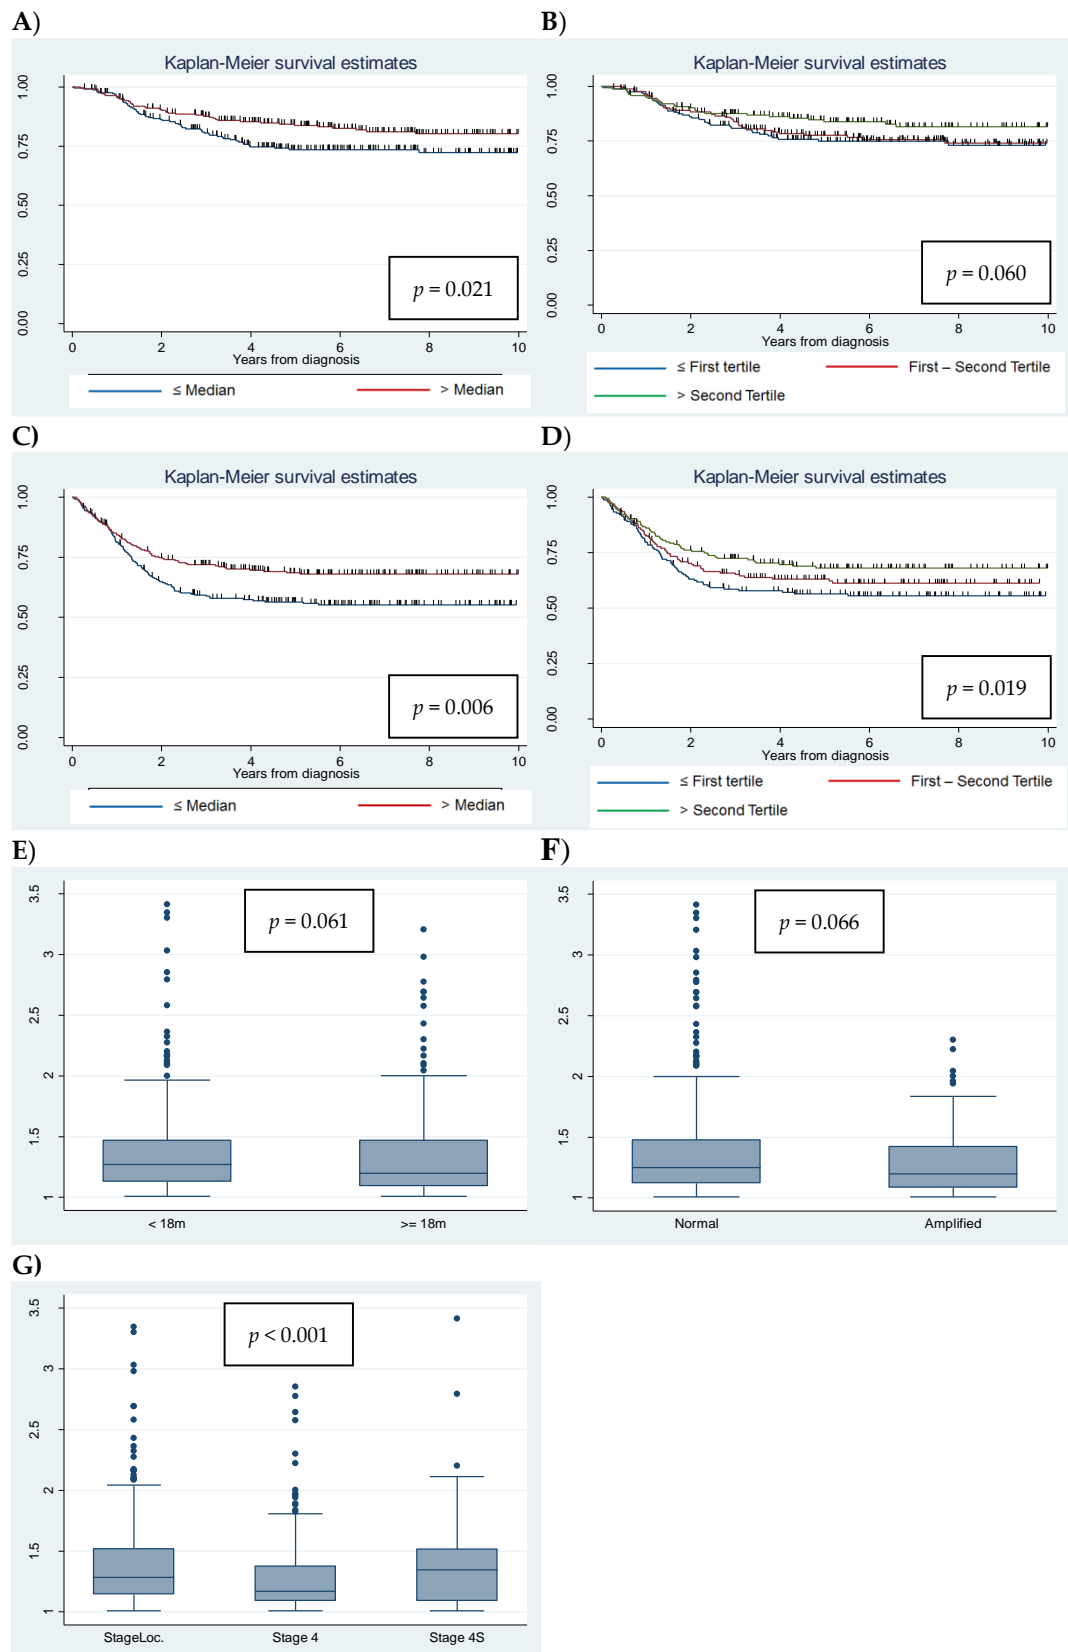 A)
Kaplan-Meier survival estimates
1.00
0.75
0.50
0.25
0.00
p = 0.021
0 2 4 6 8 10
Years from diagnosis
≤ Median > Median
B)
Kaplan-Meier survival estimates
1.00
0.75
0.50
0.25
0.00
p = 0.060
0 2 4 6 8 10
Years from diagnosis
≤ First tertile First – Second Tertile
> Second Tertile
C)
Kaplan-Meier survival estimates
1.00
0.75
0.50
0.25
0.00
p = 0.006
0 2 4 6 8 10
Years from diagnosis
≤ Median > Median
D)
Kaplan-Meier survival estimates
1.00
0.75
0.50
0.25
0.00
p = 0.019
0 2 4 6 8 10
Years from diagnosis
≤ First tertile First – Second Tertile
> Second Tertile
E)
3.5
3
2.5
2
1.5
1
p = 0.061
< 18m >= 18m
F)
3.5
3
2.5
2
1.5
1
p = 0.066
Normal Amplified
G)
3.5
3
2.5
2
1.5
1
p < 0.001
StageLoc. Stage 4 Stage 4S